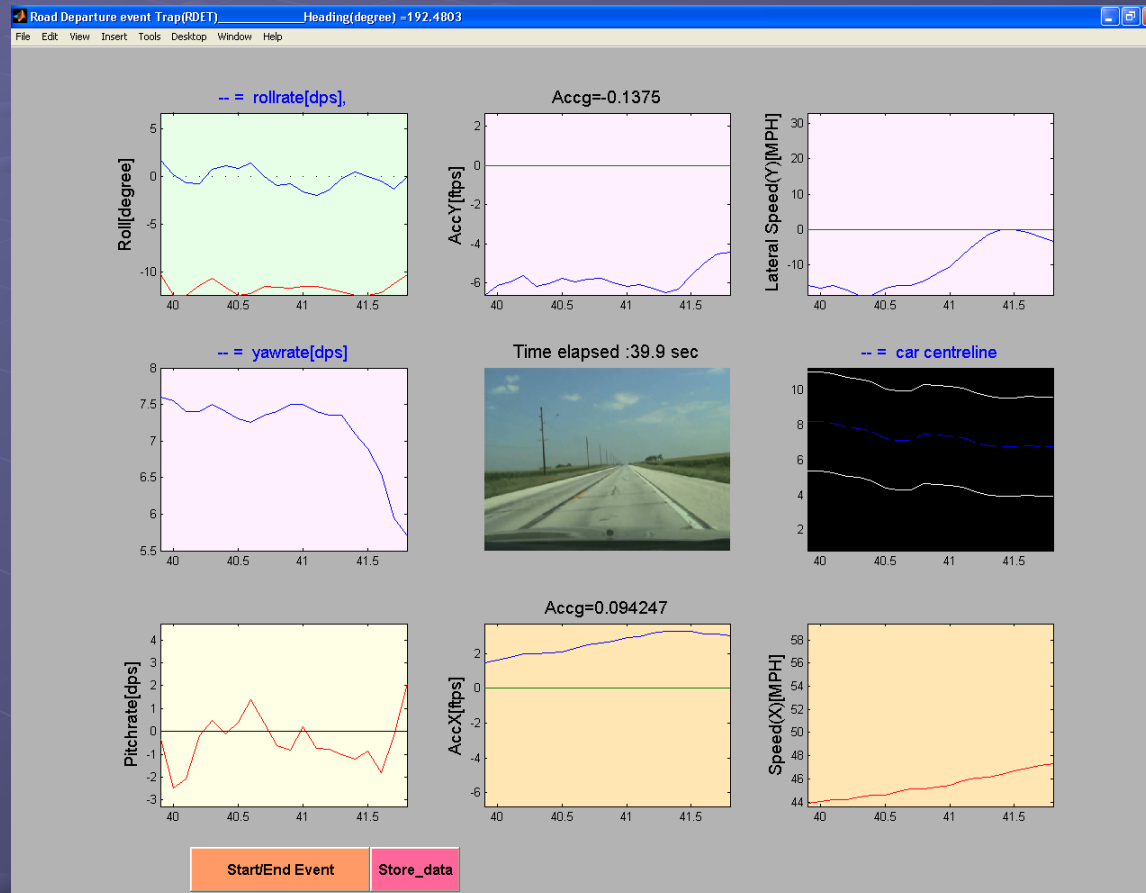 Road Departure event Trap(RDET)______________Heading(degree) =192.4803
File Edit View Insert Tools Desktop Window Help
-- = rollrate[dps],
Roll[degree]
5
0
-5
-10
40 40.5 41 41.5
Accg=-0.1375
AccY[ftps]
2
0
-2
-4
-6
40 40.5 41 41.5
Lateral Speed(Y)[MPH]
30
20
10
0
-10
40 40.5 41 41.5
-- = yawrate[dps]
8
7.5
7
6.5
6
5.5
40 40.5 41 41.5
Time elapsed :39.9 sec
-- = car centreline
10
8
6
4
2
40 40.5 41 41.5
Pitchrate[dps]
4
3
2
1
0
-1
-2
-3
40 40.5 41 41.5
Accg=0.094247
AccX[ftps]
2
0
-2
-4
-6
40 40.5 41 41.5
Speed(X)[MPH]
58
56
54
52
50
48
46
44
40 40.5 41 41.5
Start/End Event
Store_data